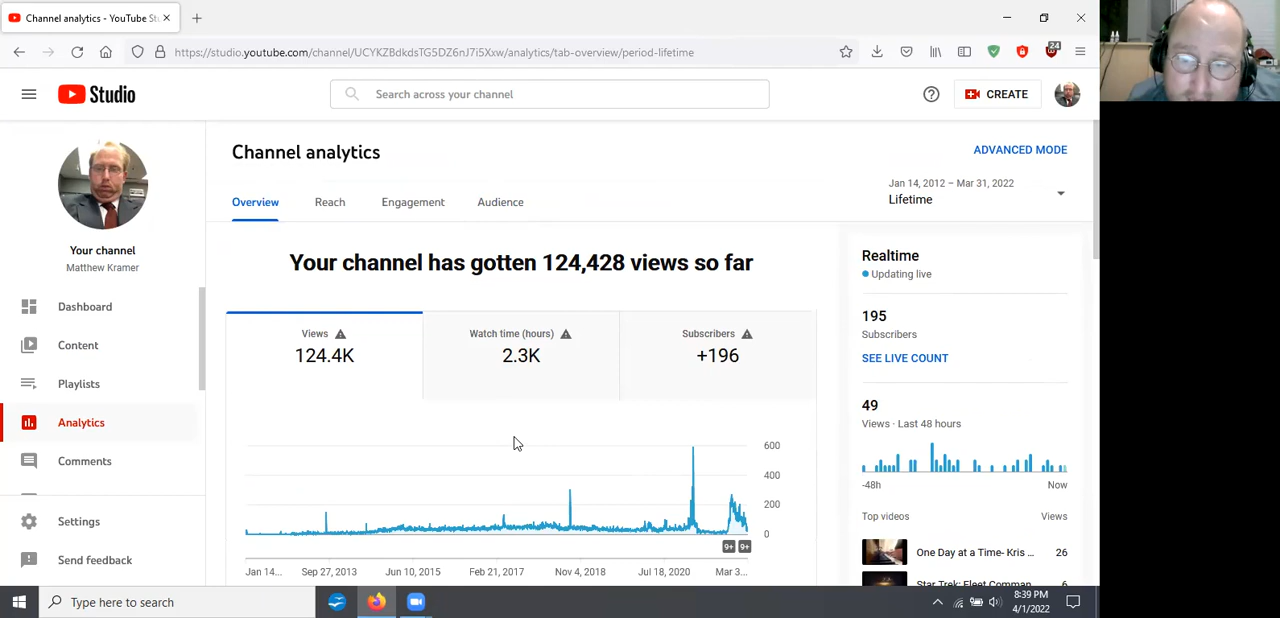 Channel analytics - YouTube St
https://studio.youtube.com/channel/UCYKZBdkdsTG5DZ6nJ7i5Xxw/analytics/tab-overview/period-lifetime
24
Studio
Search across your channel
CREATE
Your channel
Matthew Kramer
Dashboard
Content
Playlists
Analytics
Comments
Settings
Send feedback
Channel analytics
ADVANCED MODE
Overview
Reach
Engagement
Audience
Jan 14, 2012 – Mar 31, 2022
Lifetime
Your channel has gotten 124,428 views so far
Views
124.4K
Watch time (hours)
2.3K
Subscribers
+196
600
400
200
0
9+ 9+
Jan 14... Sep 27, 2013 Jun 10, 2015 Feb 21, 2017 Nov 4, 2018 Jul 18, 2020 Mar 3...
Realtime
Updating live
195
Subscribers
SEE LIVE COUNT
49
Views · Last 48 hours
-48h Now
Top videos Views
One Day at a Time- Kris ... 26
Star Trek: Fleet Comman... 6
Type here to search
8:39 PM
4/1/2022